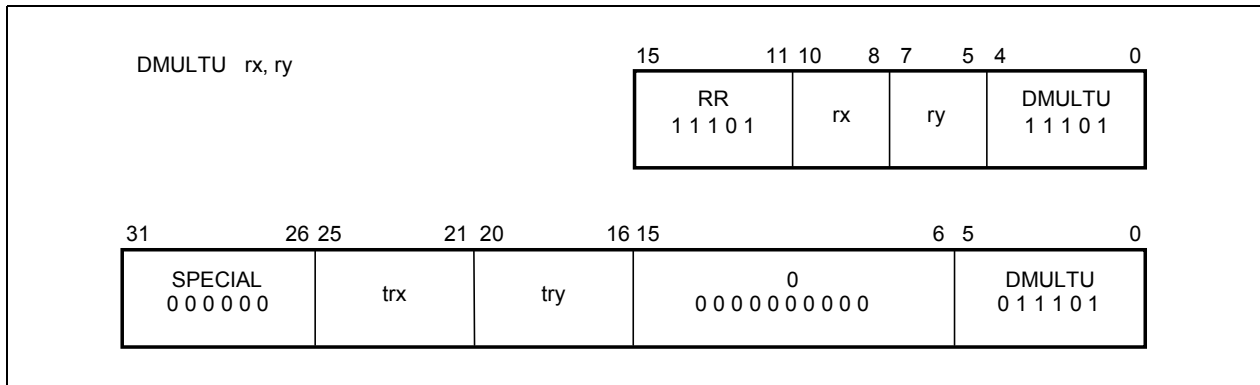 DMULTU rx, ry
15 11 10 8 7 5 4 0
RR rx ry DMULTU
1 1 1 0 1 1 1 1 0 1
31 26 25 21 20 16 15 6 5 0
SPECIAL trx try 0 DMULTU
0 0 0 0 0 0 0 0 0 0 0 0 0 0 0 0 0 1 1 1 0 1